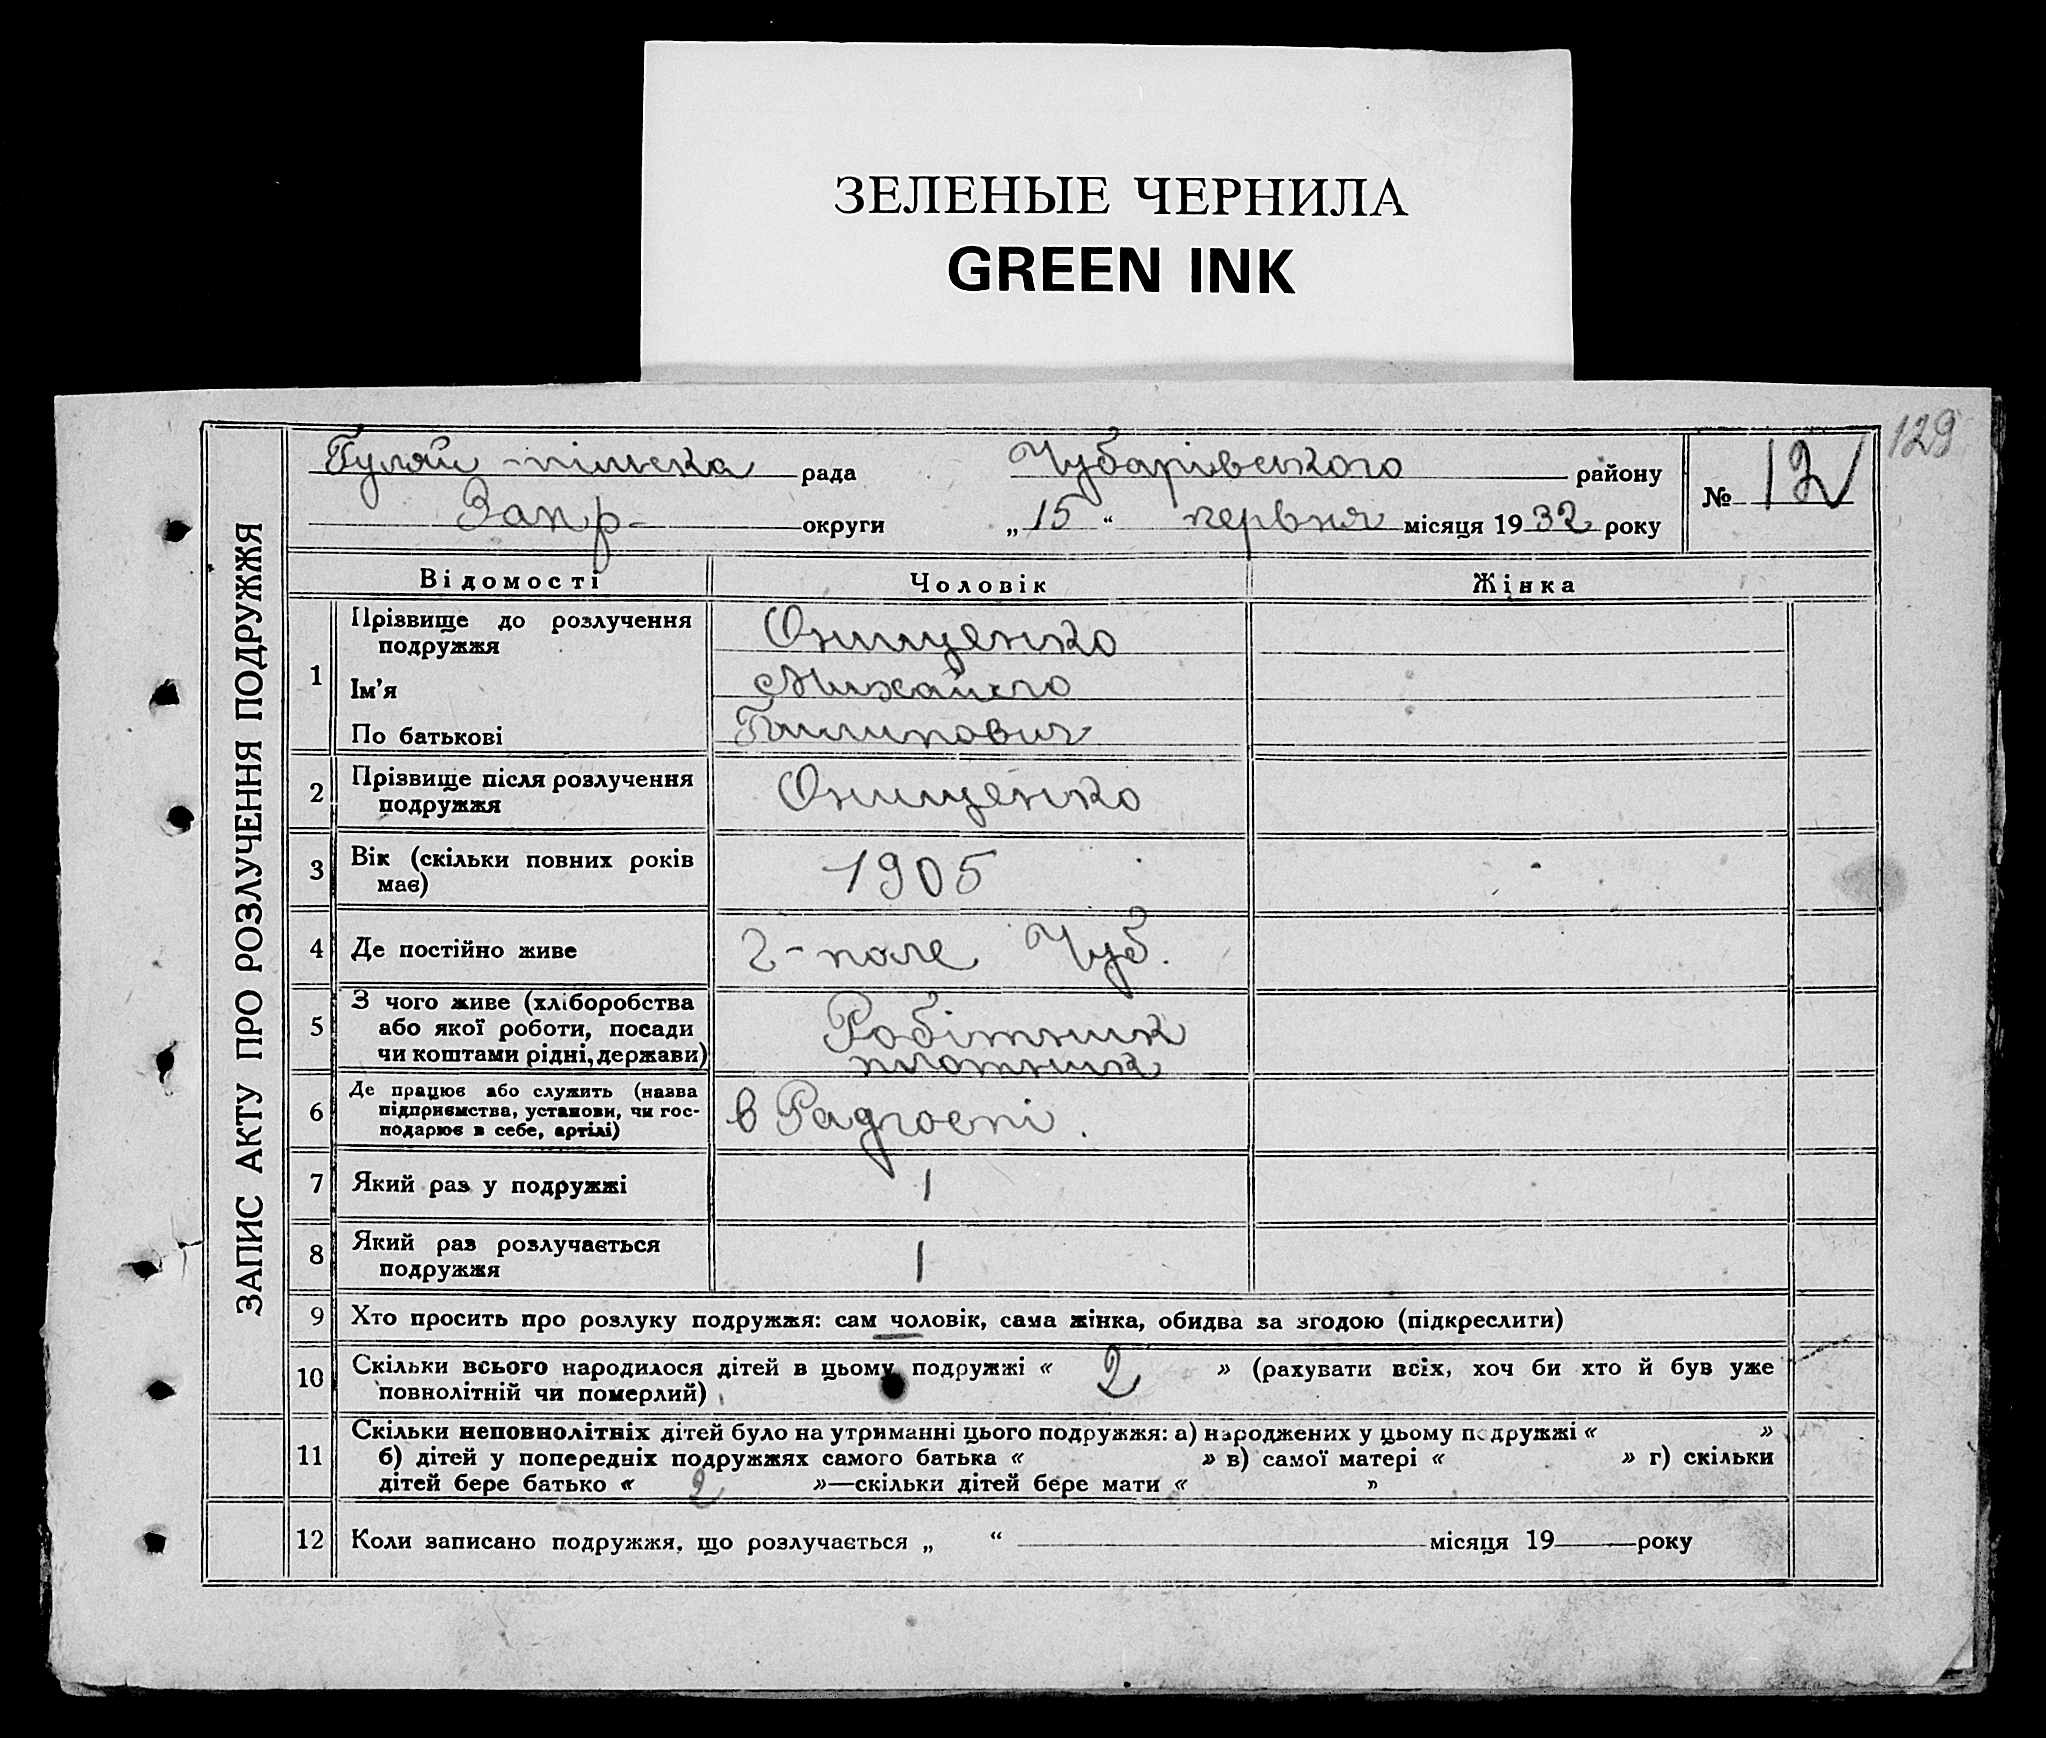 ЗЕЛЕНЫЕ ЧЕРНИЛА
GREEN INK
129
ЗАПИС АКТУ ПРО РОЗЛУЧЕННЯ ПОДРУЖЖЯ
Гуляй-пільська рада Чубарівського району № 12
Запр- округи „15“ червня місяця 1932 року
Відомості Чоловік Жінка
1 Прізвище до розлучення подружжя Онищенко
Ім'я Михайло
По батькові Пилипович
2 Прізвище після розлучення Онищенко
подружжя
3 Вік (скільки повних років 1905
має)
4 Де постійно живе Г-поле Чуб.
5 З чого живе (хліборобства Робітник
або якої роботи, посади плотник
чи коштами рідні, держави)
6 Де працює або служить (назва в Радгоспі.
підприємства, установи, чи гос-
подарює в себе, артілі)
7 Який раз у подружжі 1
8 Який раз розлучається 1
подружжя
9 Хто просить про розлуку подружжя: сам чоловік, сама жінка, обидва за згодою (підкреслити)
10 Скільки всього народилося дітей в цьому подружжі « 2 » (рахувати всіх, хоч би хто й був уже
повнолітній чи померлий)
11 Скільки неповнолітніх дітей було на утриманні цього подружжя: а) народжених у цьому подружжі « »
б) дітей у попередніх подружжях самого батька « » в) самої матері « » г) скільки
дітей бере батько « 2 »—скільки дітей бере мати « »
12 Коли записано подружжя, що розлучається „ “ місяця 19 року